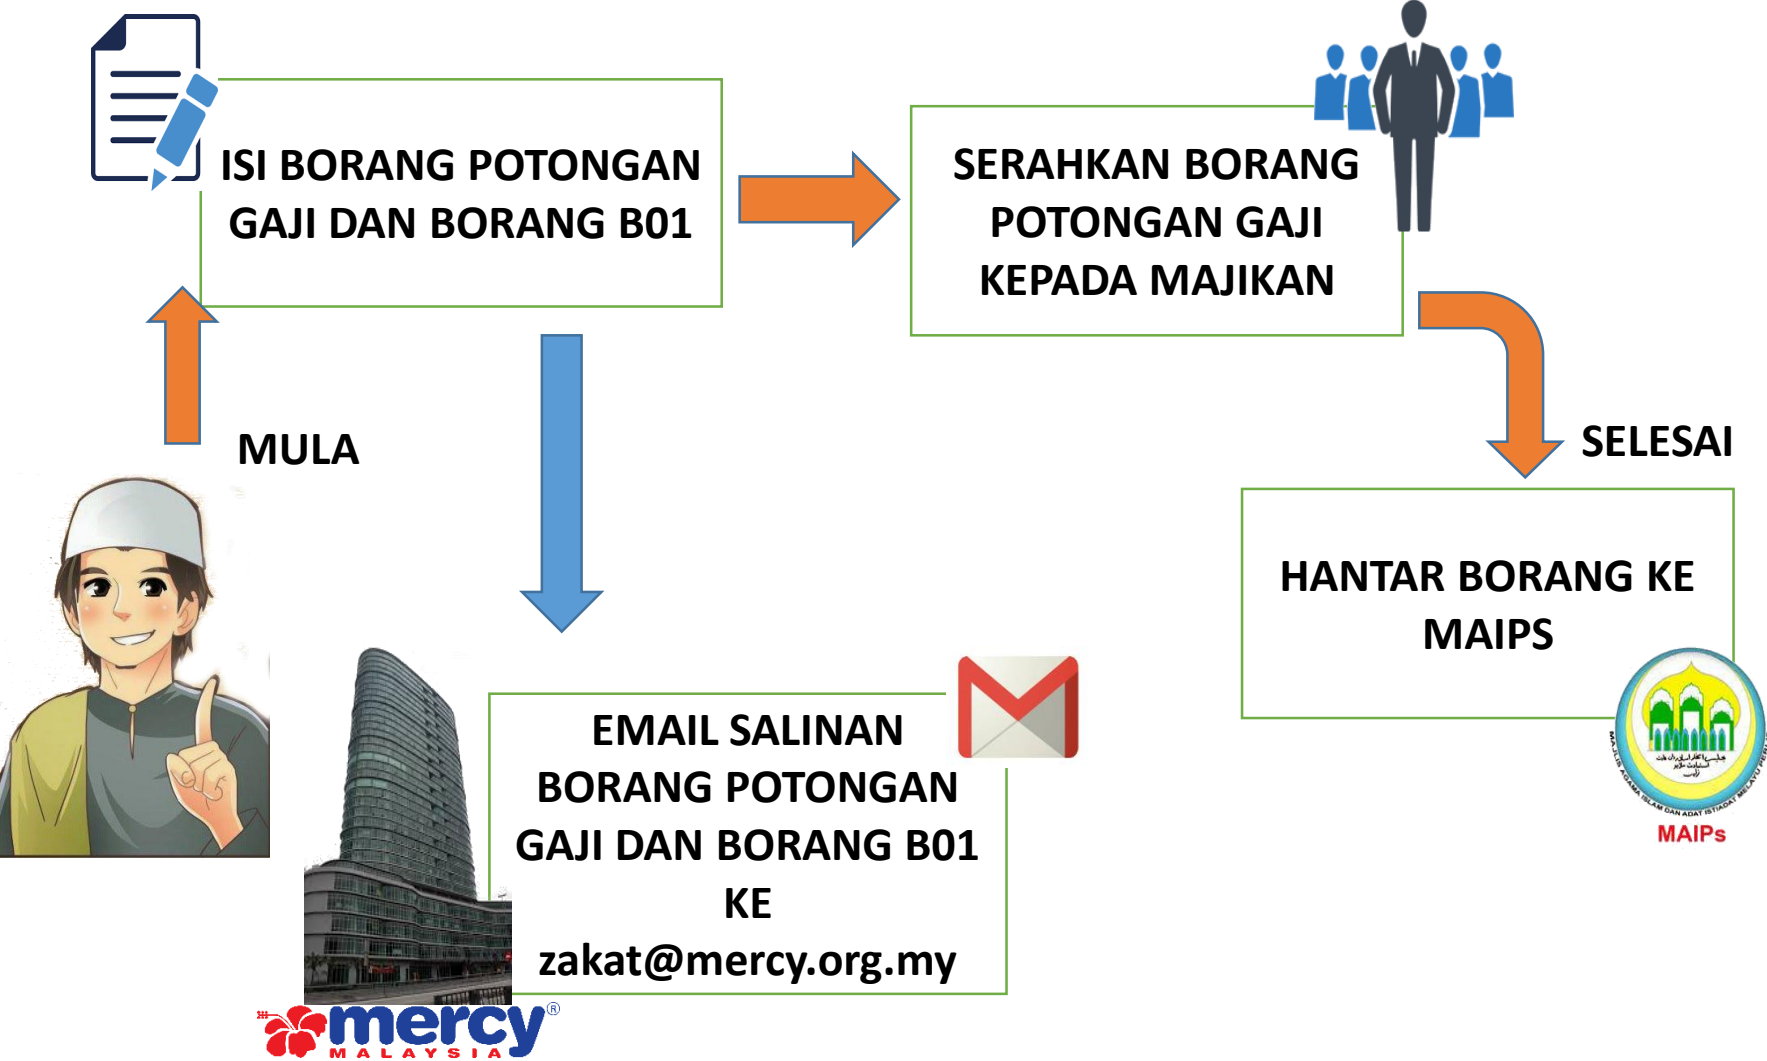 ISI BORANG POTONGAN
GAJI DAN BORANG B01
SERAHKAN BORANG
POTONGAN GAJI
KEPADA MAJIKAN
MULA
SELESAI
HANTAR BORANG KE
MAIPS
EMAIL SALINAN
BORANG POTONGAN
GAJI DAN BORANG B01
KE
zakat@mercy.org.my
MAIPs
mercy®
MALAYSIA